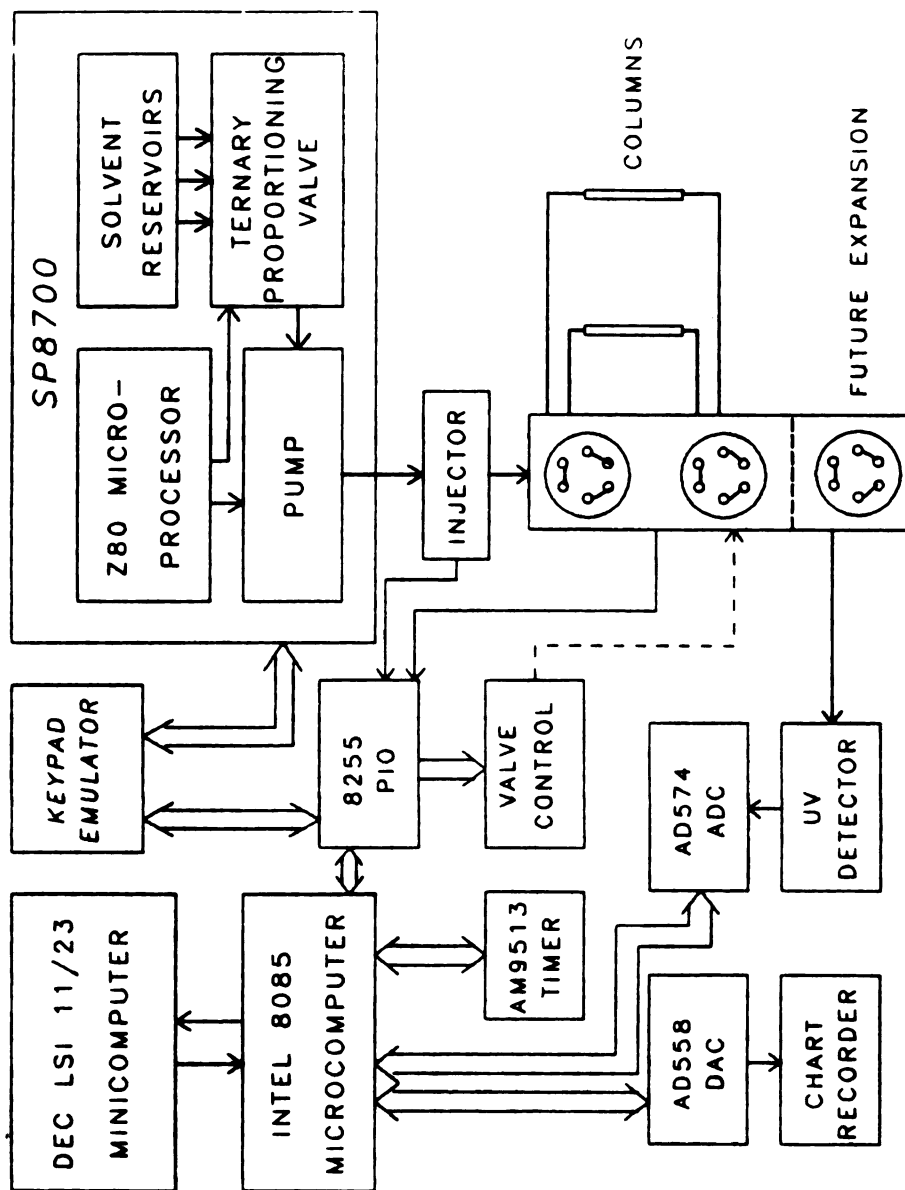 DEC LSI 11/23
MINICOMPUTER
KEYPAD
EMULATOR
SP8700
Z80 MICRO-
PROCESSOR
SOLVENT
RESERVOIRS
PUMP
TERNARY
PROPORTIONING
VALVE
INTEL 8085
MICROCOMPUTER
8255
PIO
INJECTOR
AM9513
TIMER
VALVE
CONTROL
COLUMNS
AD558
DAC
AD574
ADC
CHART
RECORDER
UV
DETECTOR
FUTURE EXPANSION